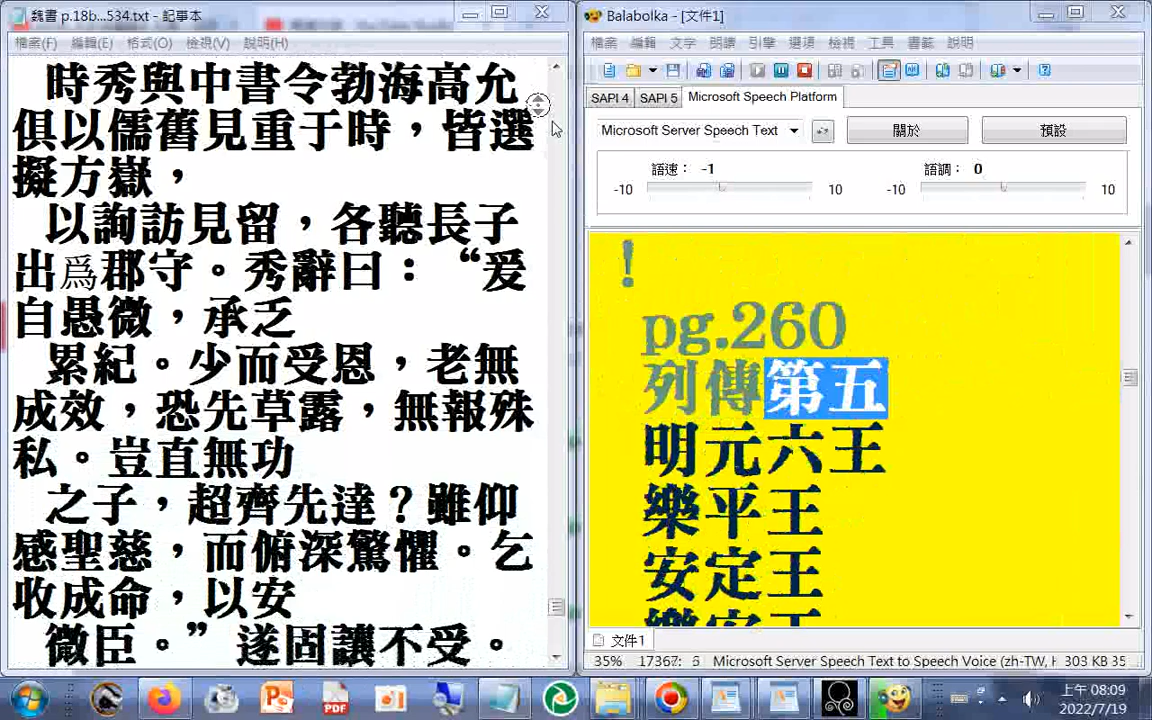 魏書 p.18b...534.txt - 記事本
檔案(F) 編輯(E) 格式(O) 檢視(V) 說明(H)
時秀與中書令勃海高允
俱以儒舊見重于時，皆選
擬方嶽，
以詢訪見留，各聽長子
出爲郡守。秀辭曰：“爰
自愚微，承乏
累紀。少而受恩，老無
成效，恐先草露，無報殊
私。豈直無功
之子，超齊先達？雖仰
感聖慈，而俯深驚懼。乞
收成命，以安
微臣。”遂固讓不受。
Balabolka - [文件1]
檔案 編輯 文字 朗讀 引擎 選項 檢視 工具 書籤 說明
SAPI 4 SAPI 5 Microsoft Speech Platform
Microsoft Server Speech Text 關於 預設
語速： -1 語調： 0
-10 10 -10 10
！
pg.260
列傳第五
明元六王
樂平王
安定王
樂安王
文件1
35% 17367: 6 Microsoft Server Speech Text to Speech Voice (zh-TW, H 303 KB 35
上午 08:09
2022/7/19
PDF